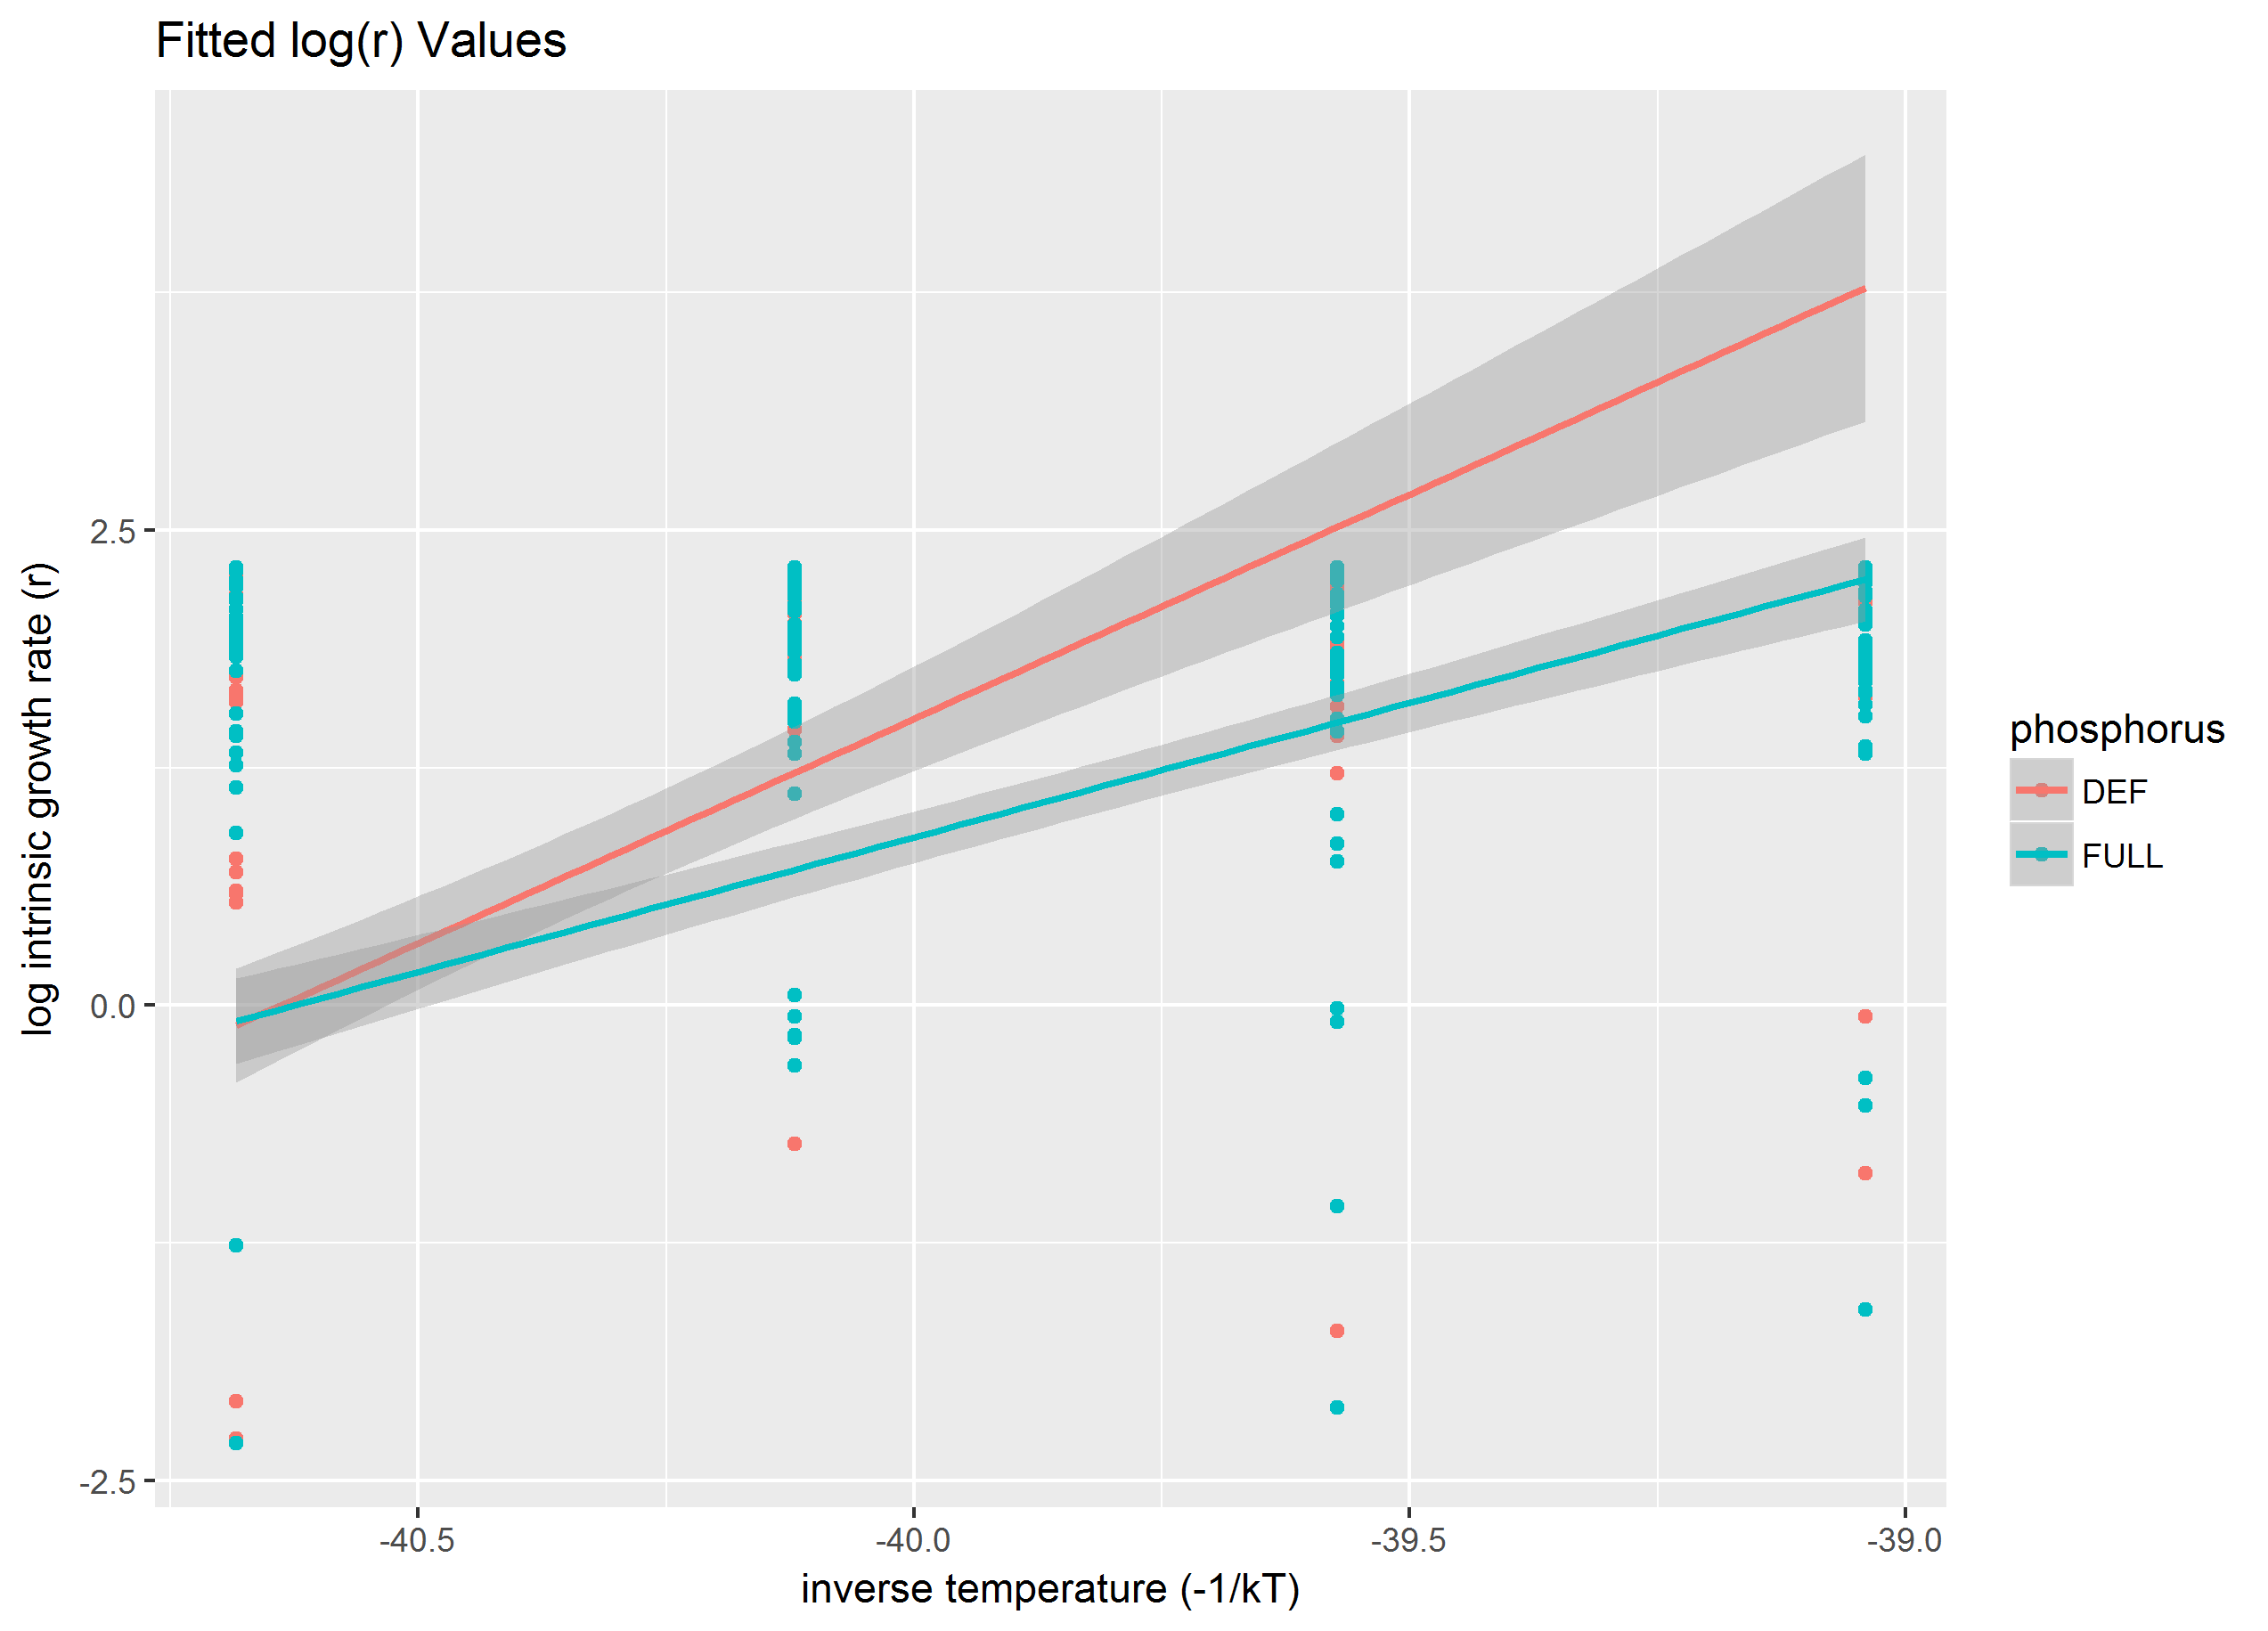 Fitted log(r) Values
log intrinsic growth rate (r)
2.5
0.0
-2.5
-40.5
-40.0
-39.5
-39.0
inverse temperature (-1/kT)
phosphorus
DEF
FULL